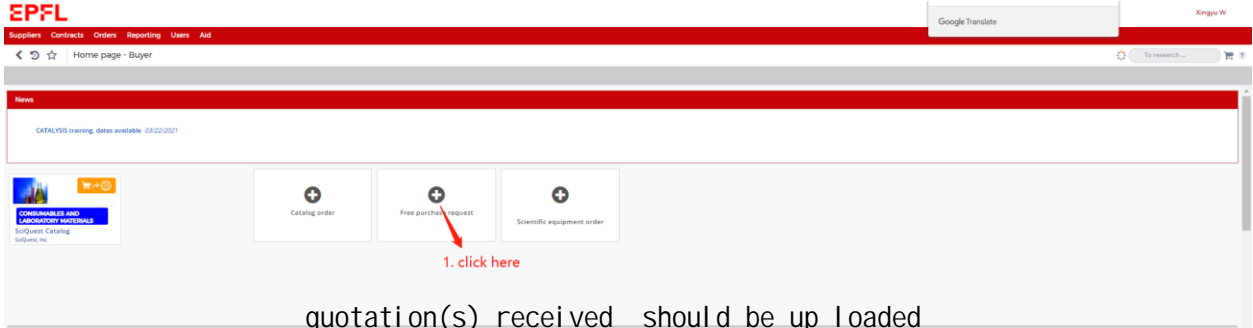 EPFL
Google Translate
Xingyu W.
Suppliers Contracts Orders Reporting Users Aid
Home page - Buyer
To research ...
News
CATALYSIS training, dates available 03/22/2021
CONSUMABLES AND
LABORATORY MATERIALS
SciQuest Catalog
SciQuest, Inc
Catalog order
Free purchase request
Scientific equipment order
1. click here
quotation(s) received should be up loaded